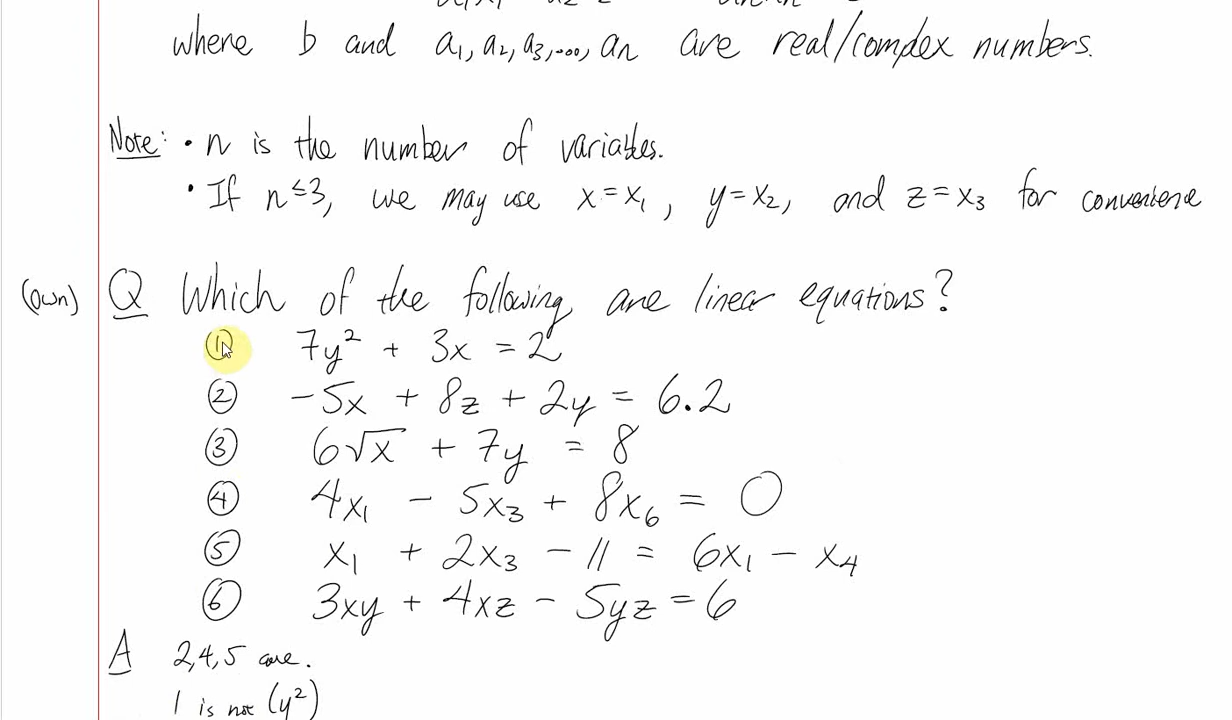 where b and a₁, a₂, a₃, ..., aₙ are real/complex numbers.
Note: • n is the number of variables.
• If n≤3, we may use x=x₁, y=x₂, and z=x₃ for convenience
(own) Q Which of the following are linear equations?
① 7y² + 3x = 2
② -5x + 8z + 2y = 6.2
③ 6√x + 7y = 8
④ 4x₁ - 5x₃ + 8x₆ = 0
⑤ x₁ + 2x₃ - 11 = 6x₁ - x₄
⑥ 3xy + 4xz - 5yz = 6
A 2,4,5 are.
1 is not (y²)